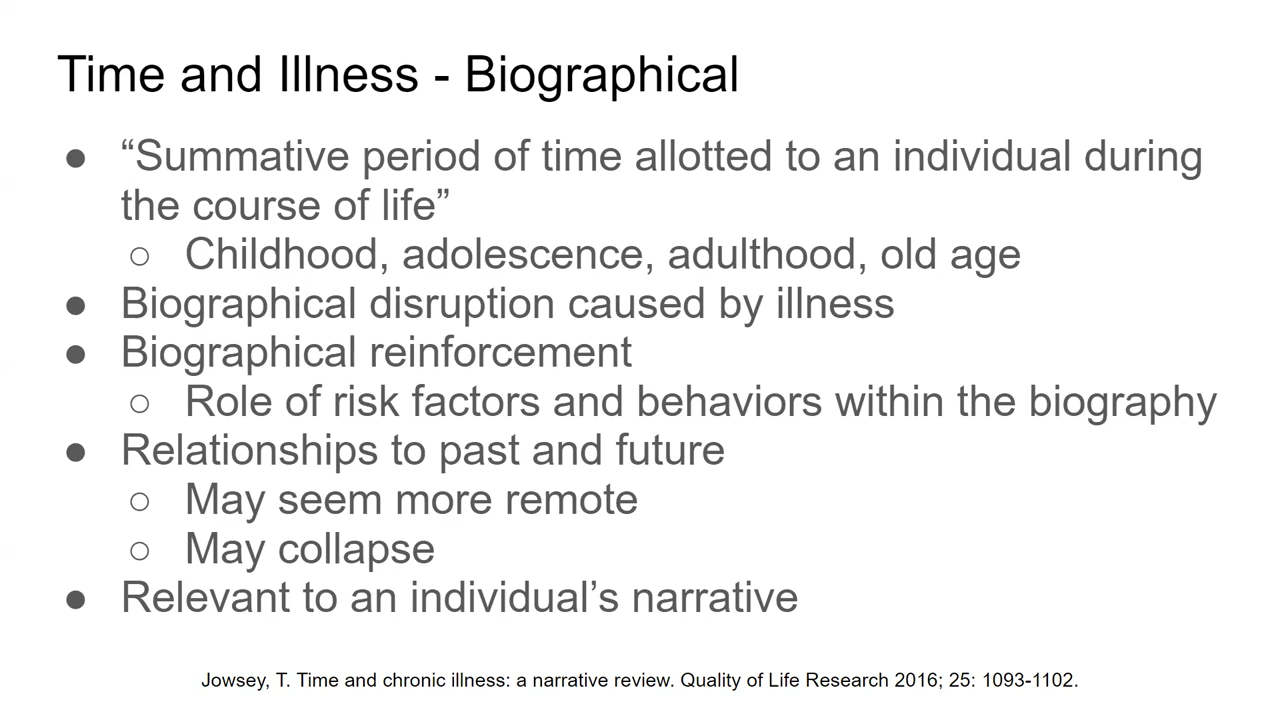 Time and Illness - Biographical
● “Summative period of time allotted to an individual during
the course of life”
○ Childhood, adolescence, adulthood, old age
● Biographical disruption caused by illness
● Biographical reinforcement
○ Role of risk factors and behaviors within the biography
● Relationships to past and future
○ May seem more remote
○ May collapse
● Relevant to an individual’s narrative
Jowsey, T. Time and chronic illness: a narrative review. Quality of Life Research 2016; 25: 1093-1102.